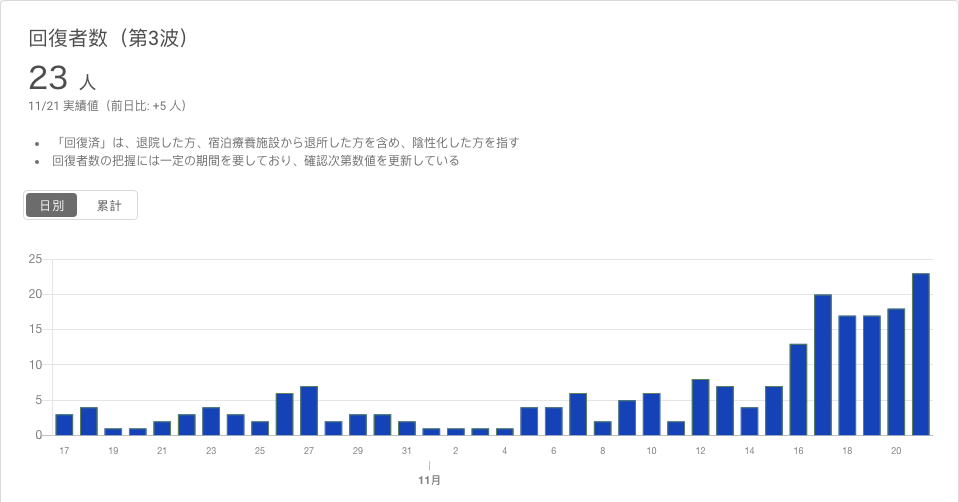 回復者数（第3波）
23 人
11/21 実績値（前日比: +5 人）
• 「回復済」は、退院した方、宿泊療養施設から退所した方を含め、陰性化した方を指す
• 回復者数の把握には一定の期間を要しており、確認次第数値を更新している
日別 累計
25
20
15
10
5
0
17 19 21 23 25 27 29 31 2 4 6 8 10 12 14 16 18 20
11月